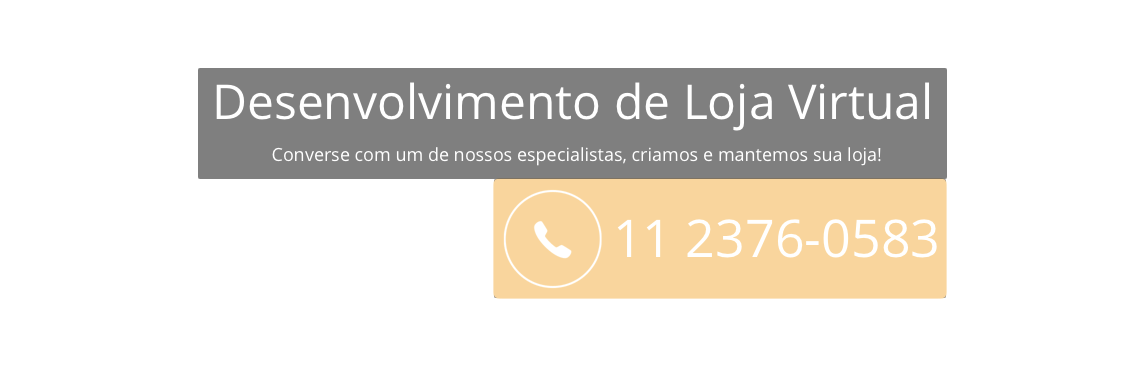 Desenvolvimento de Loja Virtual
Converse com um de nossos especialistas, criamos e mantemos sua loja!
11 2376-0583